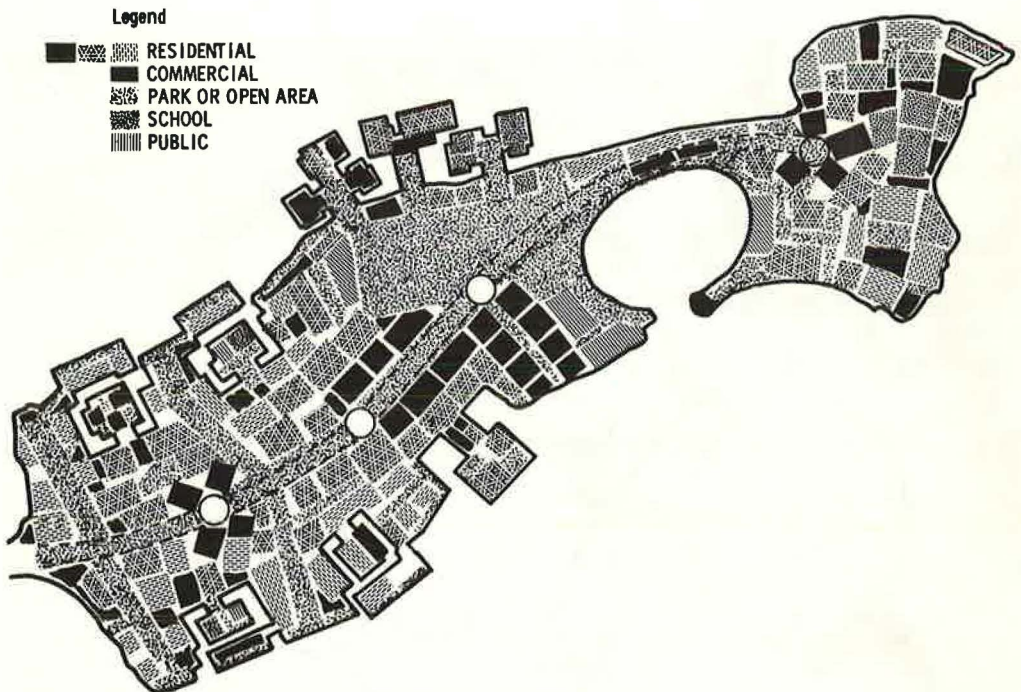 Legend
RESIDENTIAL
COMMERCIAL
PARK OR OPEN AREA
SCHOOL
PUBLIC